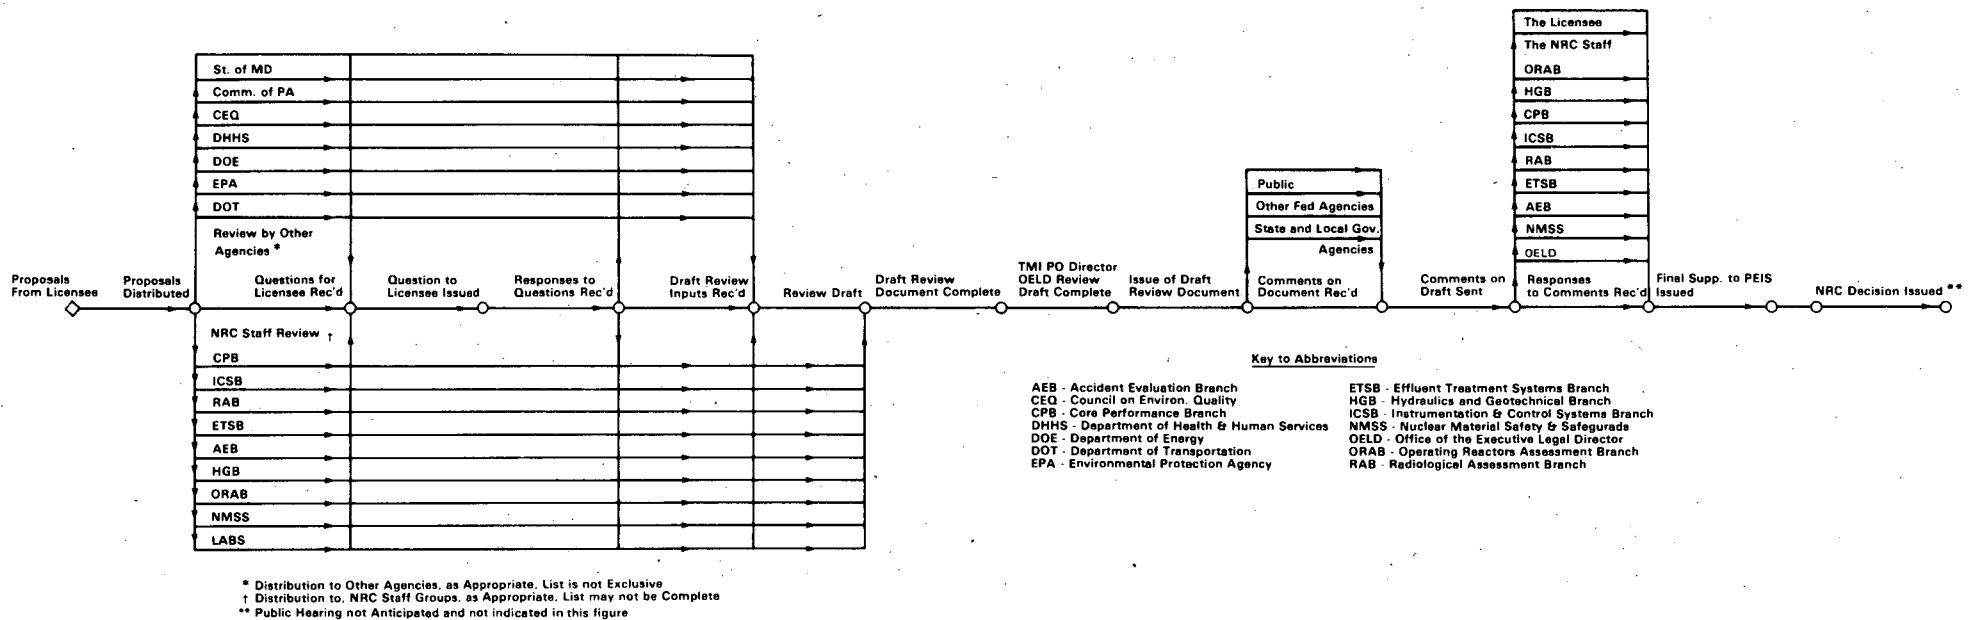 The Licensee
The NRC Staff
ORAB
HGB
CPB
ICSB
RAB
ETSB
AEB
NMSS
OELD
St. of MD
Comm. of PA
CEQ
DHHS
DOE
EPA
DOT
Review by Other
Agencies *
Public
Other Fed Agencies
State and Local Gov.
Agencies
Proposals
From Licensee
Proposals
Distributed
Questions for
Licensee Rec'd
Question to
Licensee Issued
Responses to
Questions Rec'd
Draft Review
Inputs Rec'd
Review Draft
Draft Review
Document Complete
TMI PO Director
OELD Review
Draft Complete
Issue of Draft
Review Document
Comments on
Document Rec'd
Comments on
Draft Sent
Responses
to Comments Rec'd
Final Supp. to PEIS
Issued
NRC Decision Issued **
NRC Staff Review †
CPB
ICSB
RAB
ETSB
AEB
HGB
ORAB
NMSS
LABS
Key to Abbreviations
AEB - Accident Evaluation Branch
CEQ - Council on Environ. Quality
CPB - Core Performance Branch
DHHS - Department of Health & Human Services
DOE - Department of Energy
DOT - Department of Transportation
EPA - Environmental Protection Agency
ETSB - Effluent Treatment Systems Branch
HGB - Hydraulics and Geotechnical Branch
ICSB - Instrumentation & Control Systems Branch
NMSS - Nuclear Material Safety & Safegurads
OELD - Office of the Executive Legal Director
ORAB - Operating Reactors Assessment Branch
RAB - Radiological Assessment Branch
* Distribution to Other Agencies, as Appropriate. List is not Exclusive
† Distribution to, NRC Staff Groups, as Appropriate. List may not be Complete
** Public Hearing not Anticipated and not indicated in this figure